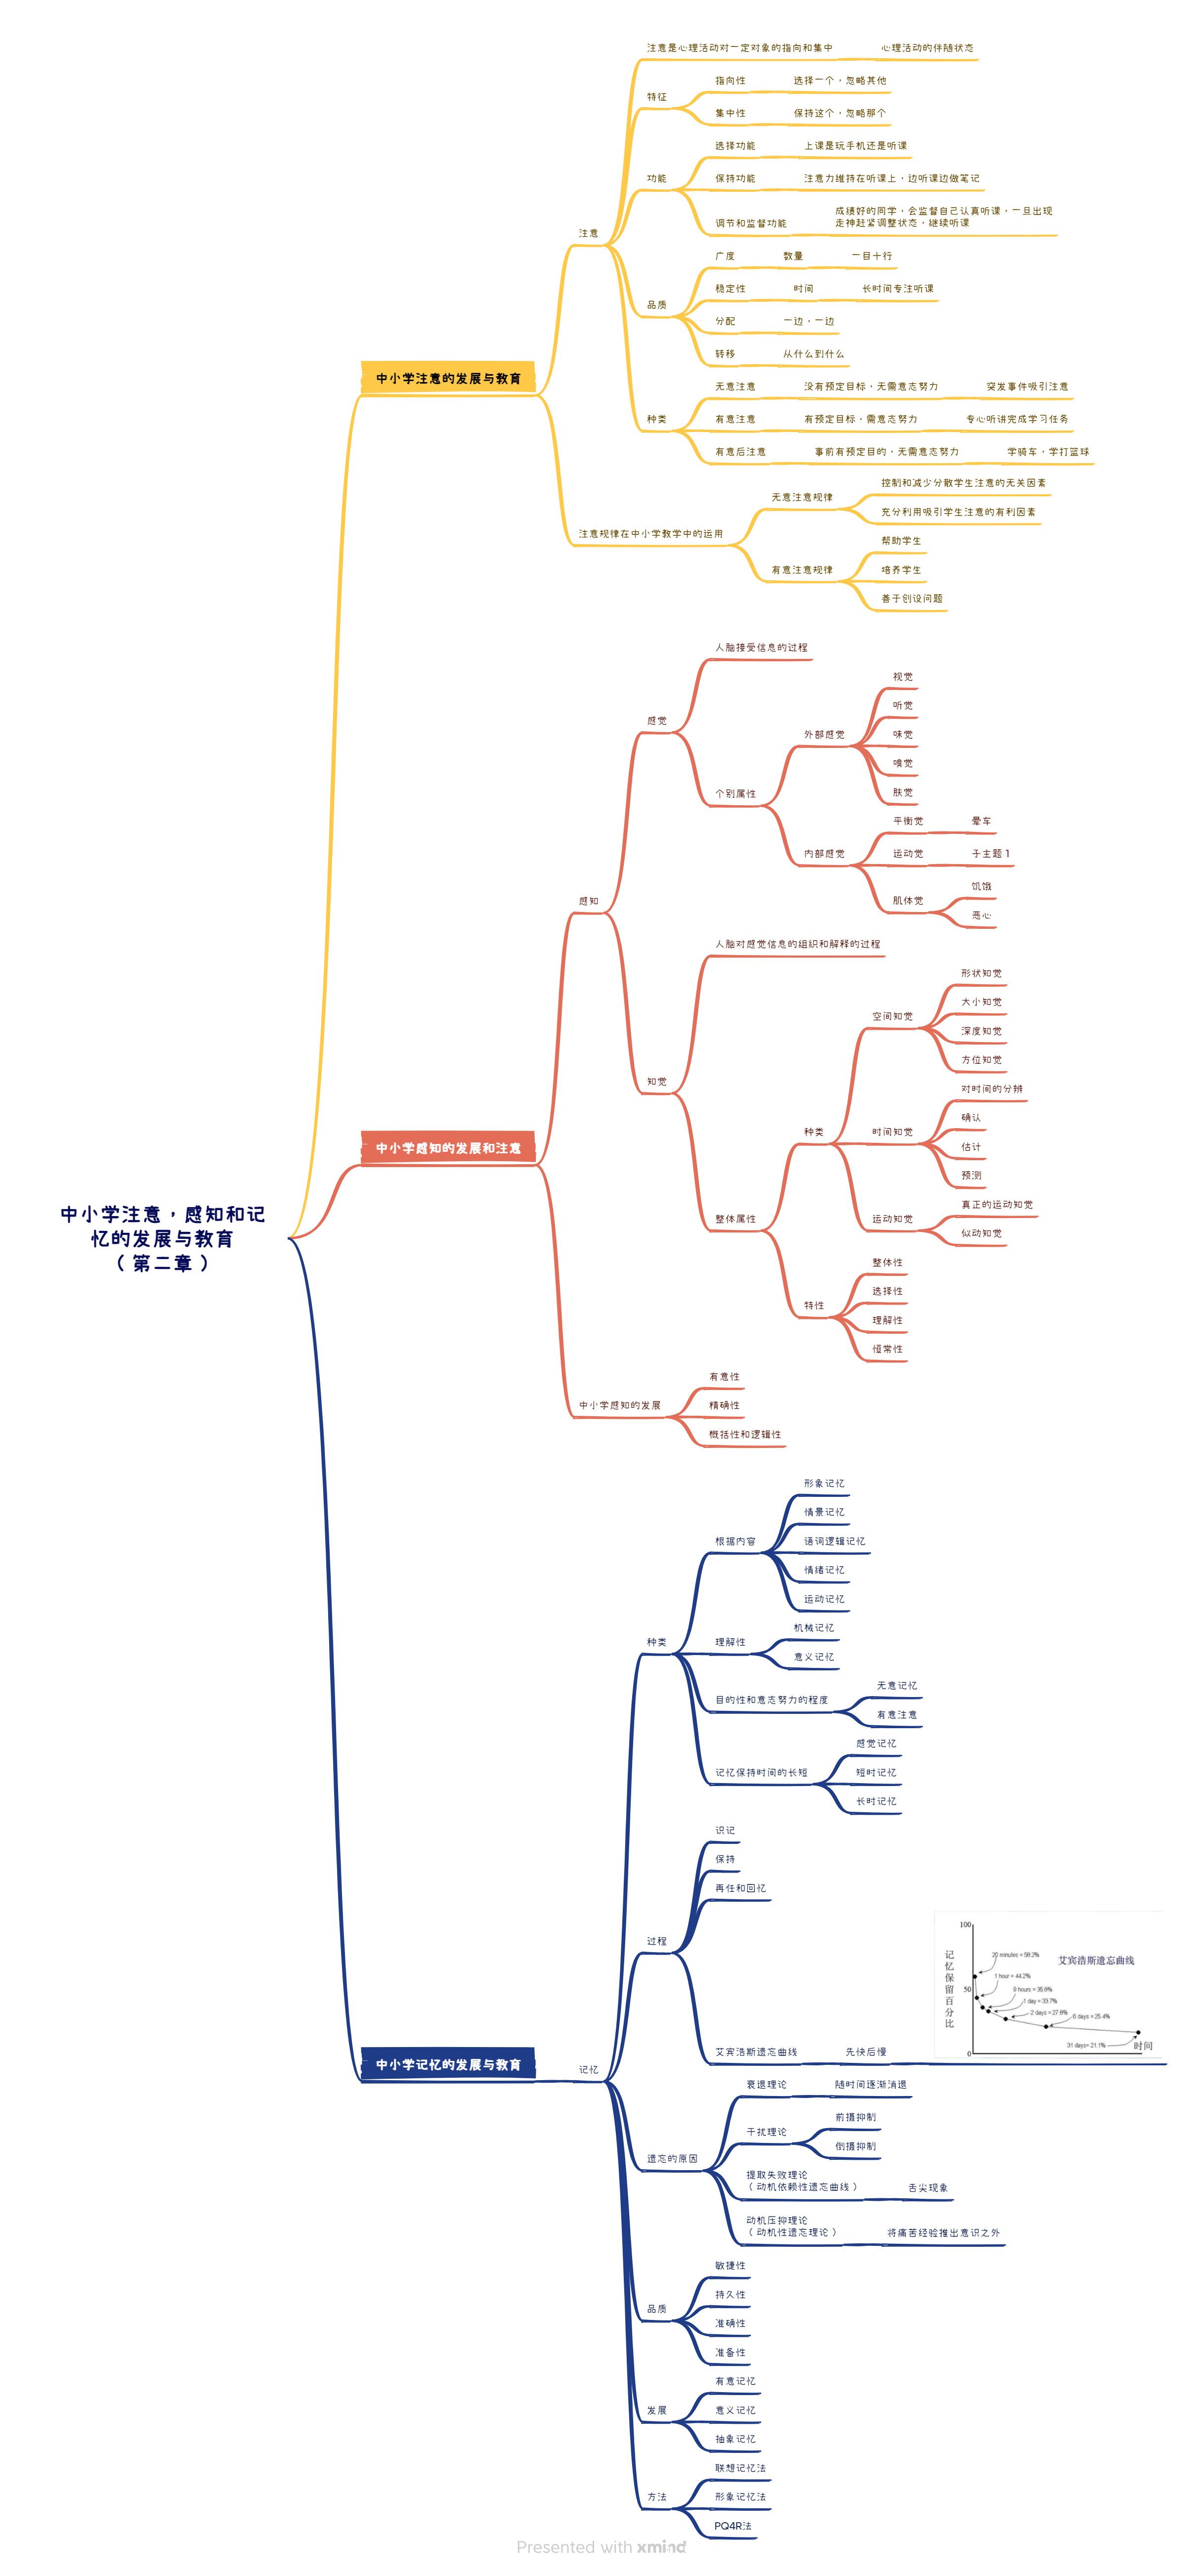 中小学注意，感知和记
忆的发展与教育
（第二章）
中小学注意的发展与教育
注意
注意是心理活动对一定对象的指向和集中
心理活动的伴随状态
特征
指向性
选择一个，忽略其他
集中性
保持这个，忽略那个
功能
选择功能
上课是玩手机还是听课
保持功能
注意力维持在听课上，边听课边做笔记
调节和监督功能
成绩好的同学，会监督自己认真听课，一旦出现
走神赶紧调整状态，继续听课
品质
广度
数量
一目十行
稳定性
时间
长时间专注听课
分配
一边，一边
转移
从什么到什么
种类
无意注意
没有预定目标，无需意志努力
突发事件吸引注意
有意注意
有预定目标，需意志努力
专心听讲完成学习任务
有意后注意
事前有预定目的，无需意志努力
学骑车，学打篮球
注意规律在中小学教学中的运用
无意注意规律
控制和减少分散学生注意的无关因素
充分利用吸引学生注意的有利因素
有意注意规律
帮助学生
培养学生
善于创设问题
中小学感知的发展和注意
感知
感觉
人脑接受信息的过程
个别属性
外部感觉
视觉
听觉
味觉
嗅觉
肤觉
内部感觉
平衡觉
晕车
运动觉
子主题 1
肌体觉
饥饿
恶心
知觉
人脑对感觉信息的组织和解释的过程
整体属性
种类
空间知觉
形状知觉
大小知觉
深度知觉
方位知觉
时间知觉
对时间的分辨
确认
估计
预测
运动知觉
真正的运动知觉
似动知觉
特性
整体性
选择性
理解性
恒常性
中小学感知的发展
有意性
精确性
概括性和逻辑性
中小学记忆的发展与教育
记忆
种类
根据内容
形象记忆
情景记忆
语词逻辑记忆
情绪记忆
运动记忆
理解性
机械记忆
意义记忆
目的性和意志努力的程度
无意记忆
有意注意
记忆保持时间的长短
感觉记忆
短时记忆
长时记忆
过程
识记
保持
再任和回忆
艾宾浩斯遗忘曲线
先快后慢
100
50
0
记忆保留百分比
艾宾浩斯遗忘曲线
20 minutes = 58.2%
1 hour = 44.2%
9 hours = 35.8%
1 day = 33.7%
2 days = 27.8%
6 days = 25.4%
31 days= 21.1%
时间
遗忘的原因
衰退理论
随时间逐渐消退
干扰理论
前摄抑制
倒摄抑制
提取失败理论
（动机依赖性遗忘曲线）
舌尖现象
动机压抑理论
（动机性遗忘理论）
将痛苦经验推出意识之外
品质
敏捷性
持久性
准确性
准备性
发展
有意记忆
意义记忆
抽象记忆
方法
联想记忆法
形象记忆法
PQ4R法
Presented with xmind